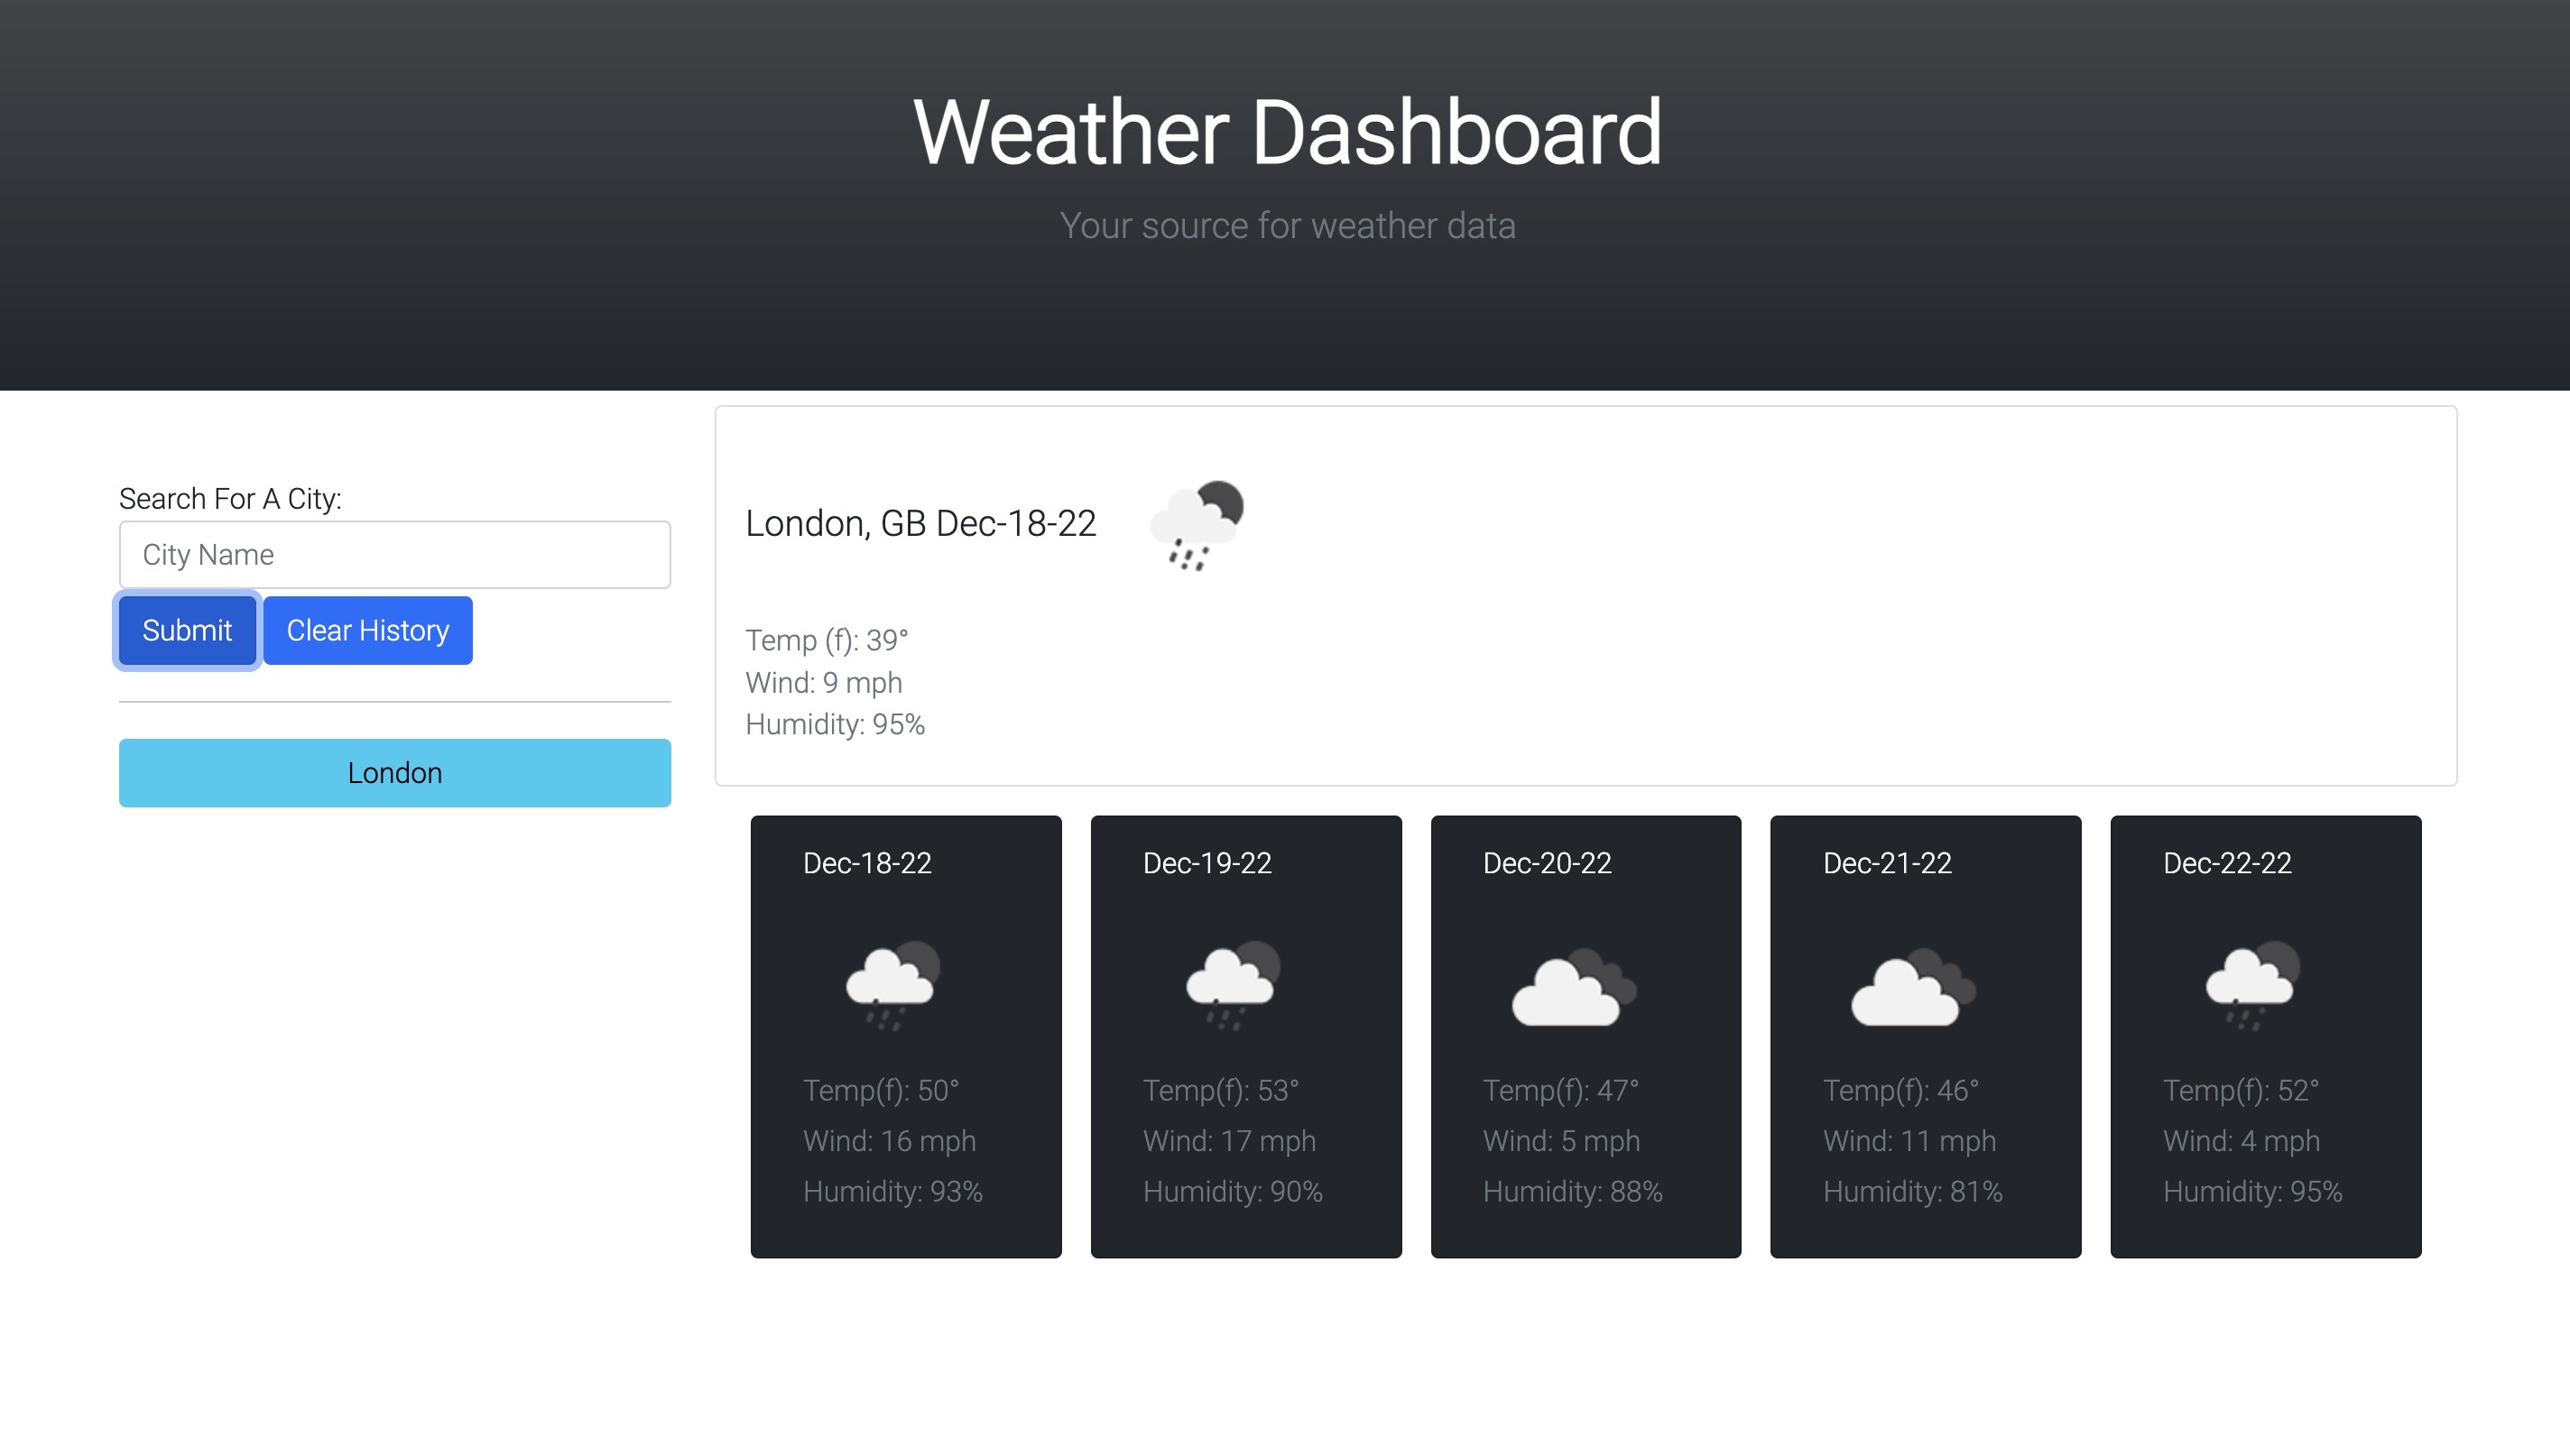 Weather Dashboard
Your source for weather data
Search For A City:
City Name
Submit
Clear History
London
London, GB Dec-18-22
Temp (f): 39°
Wind: 9 mph
Humidity: 95%
Dec-18-22
Temp(f): 50°
Wind: 16 mph
Humidity: 93%
Dec-19-22
Temp(f): 53°
Wind: 17 mph
Humidity: 90%
Dec-20-22
Temp(f): 47°
Wind: 5 mph
Humidity: 88%
Dec-21-22
Temp(f): 46°
Wind: 11 mph
Humidity: 81%
Dec-22-22
Temp(f): 52°
Wind: 4 mph
Humidity: 95%